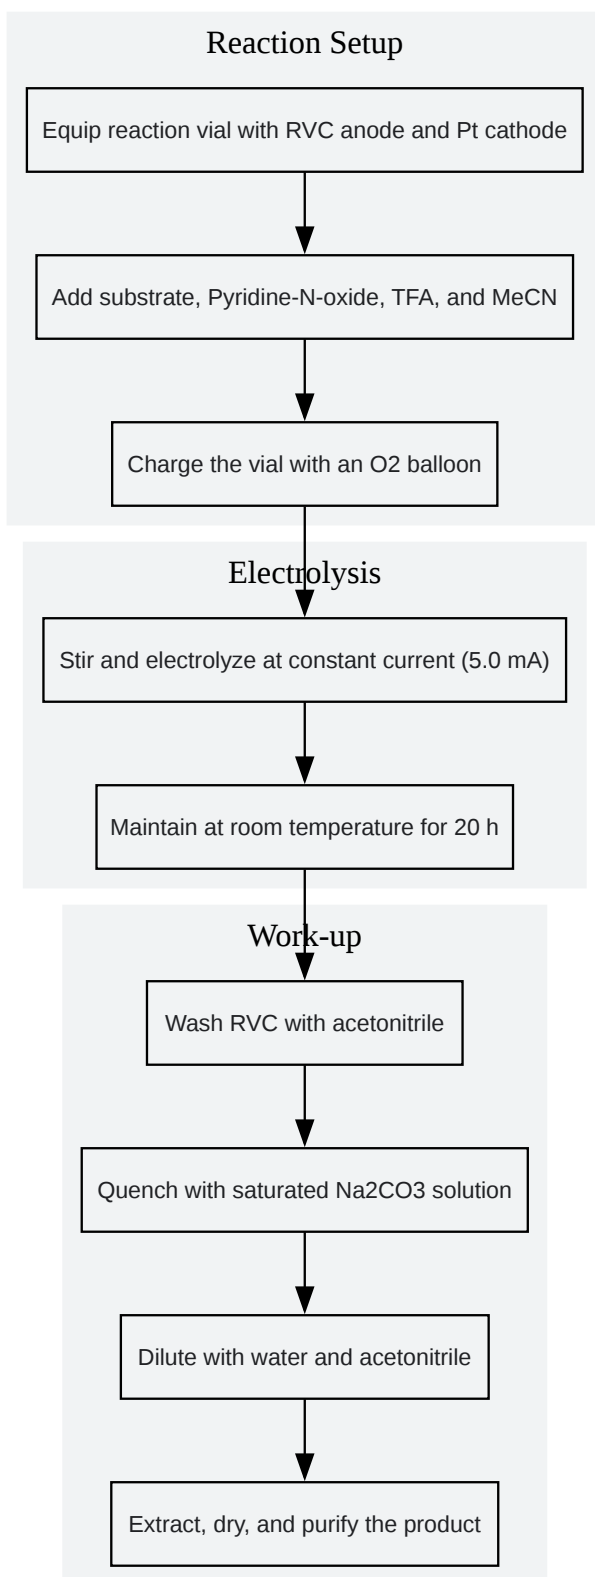 Reaction Setup
Equip reaction vial with RVC anode and Pt cathode
Add substrate, Pyridine-N-oxide, TFA, and MeCN
Charge the vial with an O2 balloon
Electrolysis
Stir and electrolyze at constant current (5.0 mA)
Maintain at room temperature for 20 h
Work-up
Wash RVC with acetonitrile
Quench with saturated Na2CO3 solution
Dilute with water and acetonitrile
Extract, dry, and purify the product